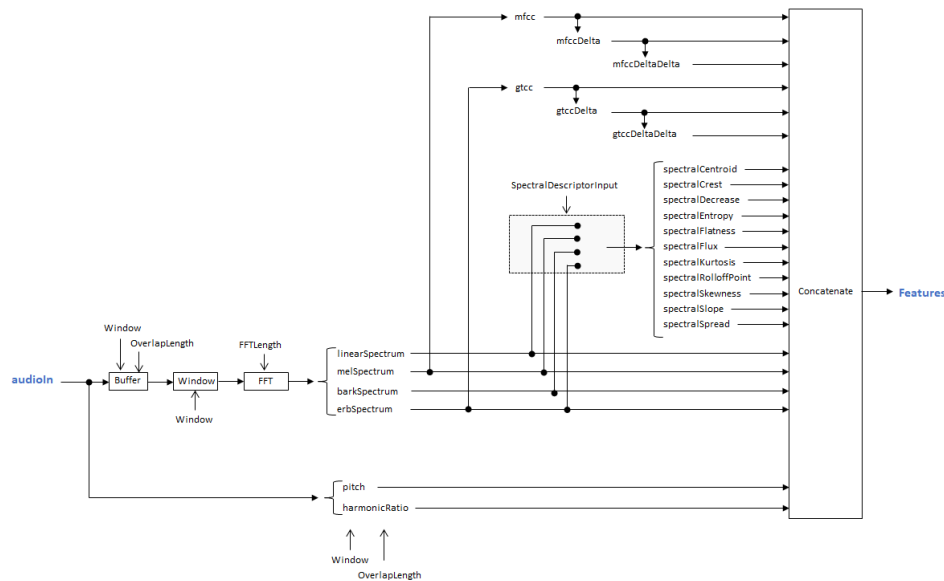 mfcc
mfccDelta
mfccDeltaDelta
gtcc
gtccDelta
gtccDeltaDelta
SpectralDescriptorInput
spectralCentroid
spectralCrest
spectralDecrease
spectralEntropy
spectralFlatness
spectralFlux
spectralKurtosis
spectralRolloffPoint
spectralSkewness
spectralSlope
spectralSpread
Concatenate
Features
Window
OverlapLength
FFTLength
audioIn
Buffer
Window
FFT
Window
linearSpectrum
melSpectrum
barkSpectrum
erbSpectrum
pitch
harmonicRatio
Window
OverlapLength